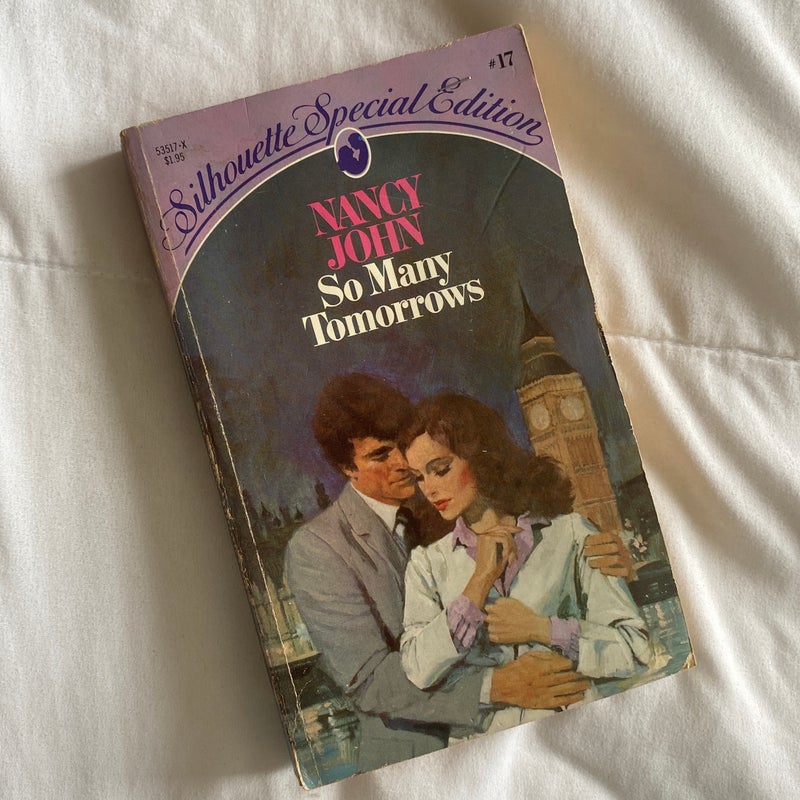 #17
53517-X
$1.95
Silhouette Special Edition
NANCY
JOHN
So Many
Tomorrows